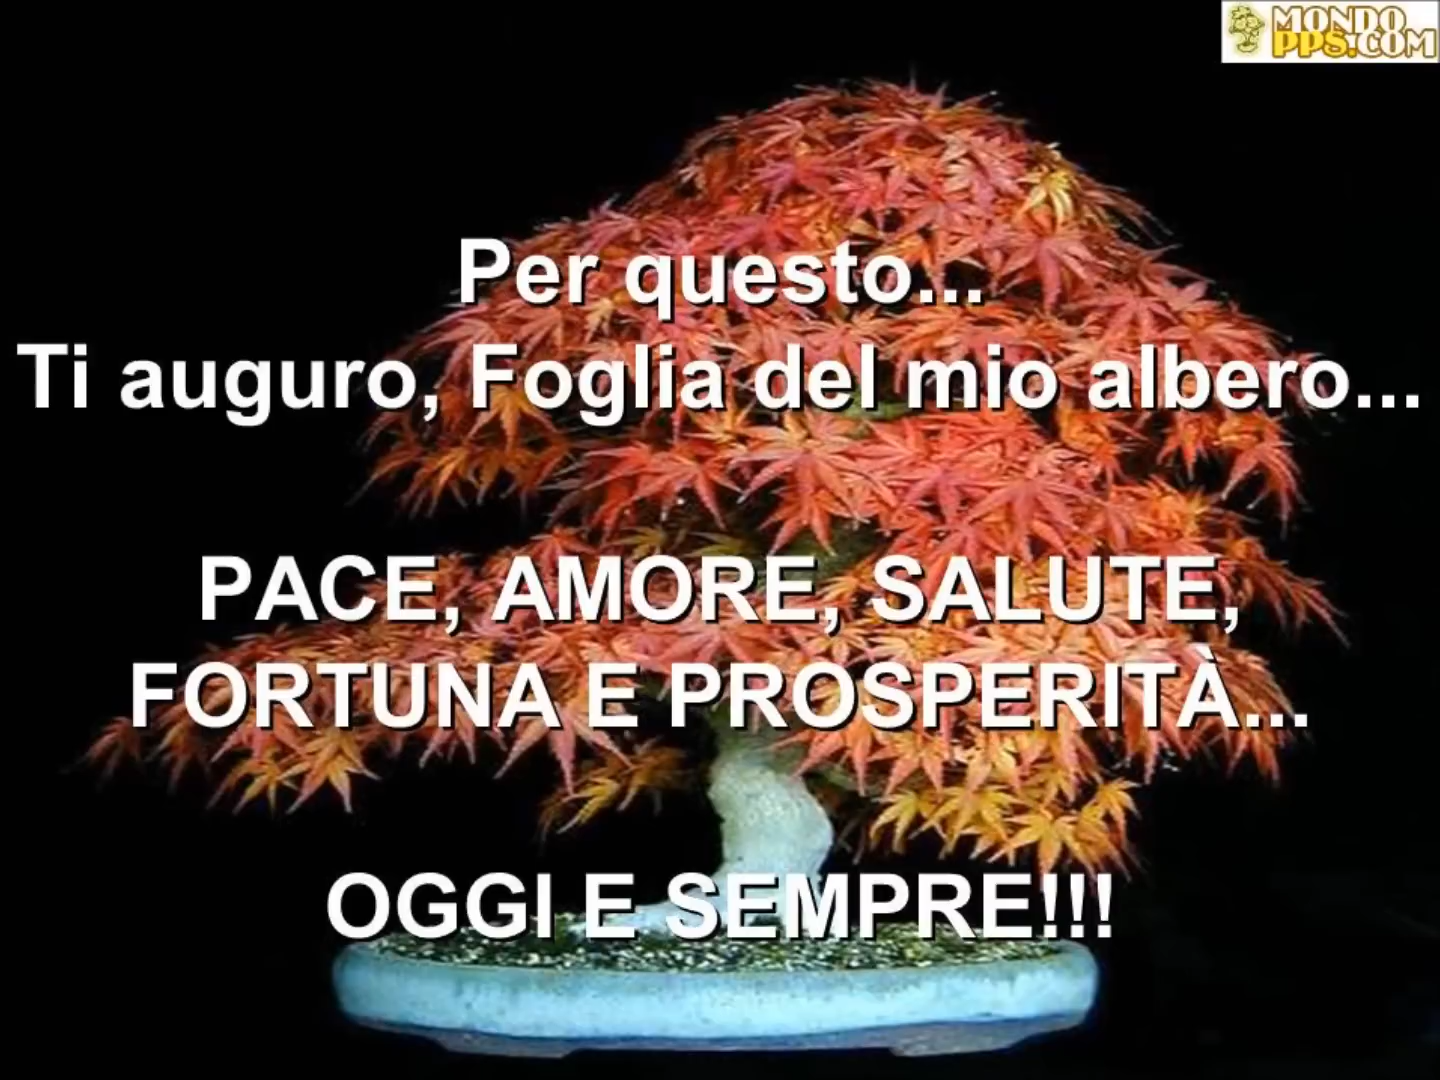 MONDO
PPS.COM
Per questo...
Ti auguro, Foglia del mio albero...
PACE, AMORE, SALUTE,
FORTUNA E PROSPERITÀ...
OGGI E SEMPRE!!!